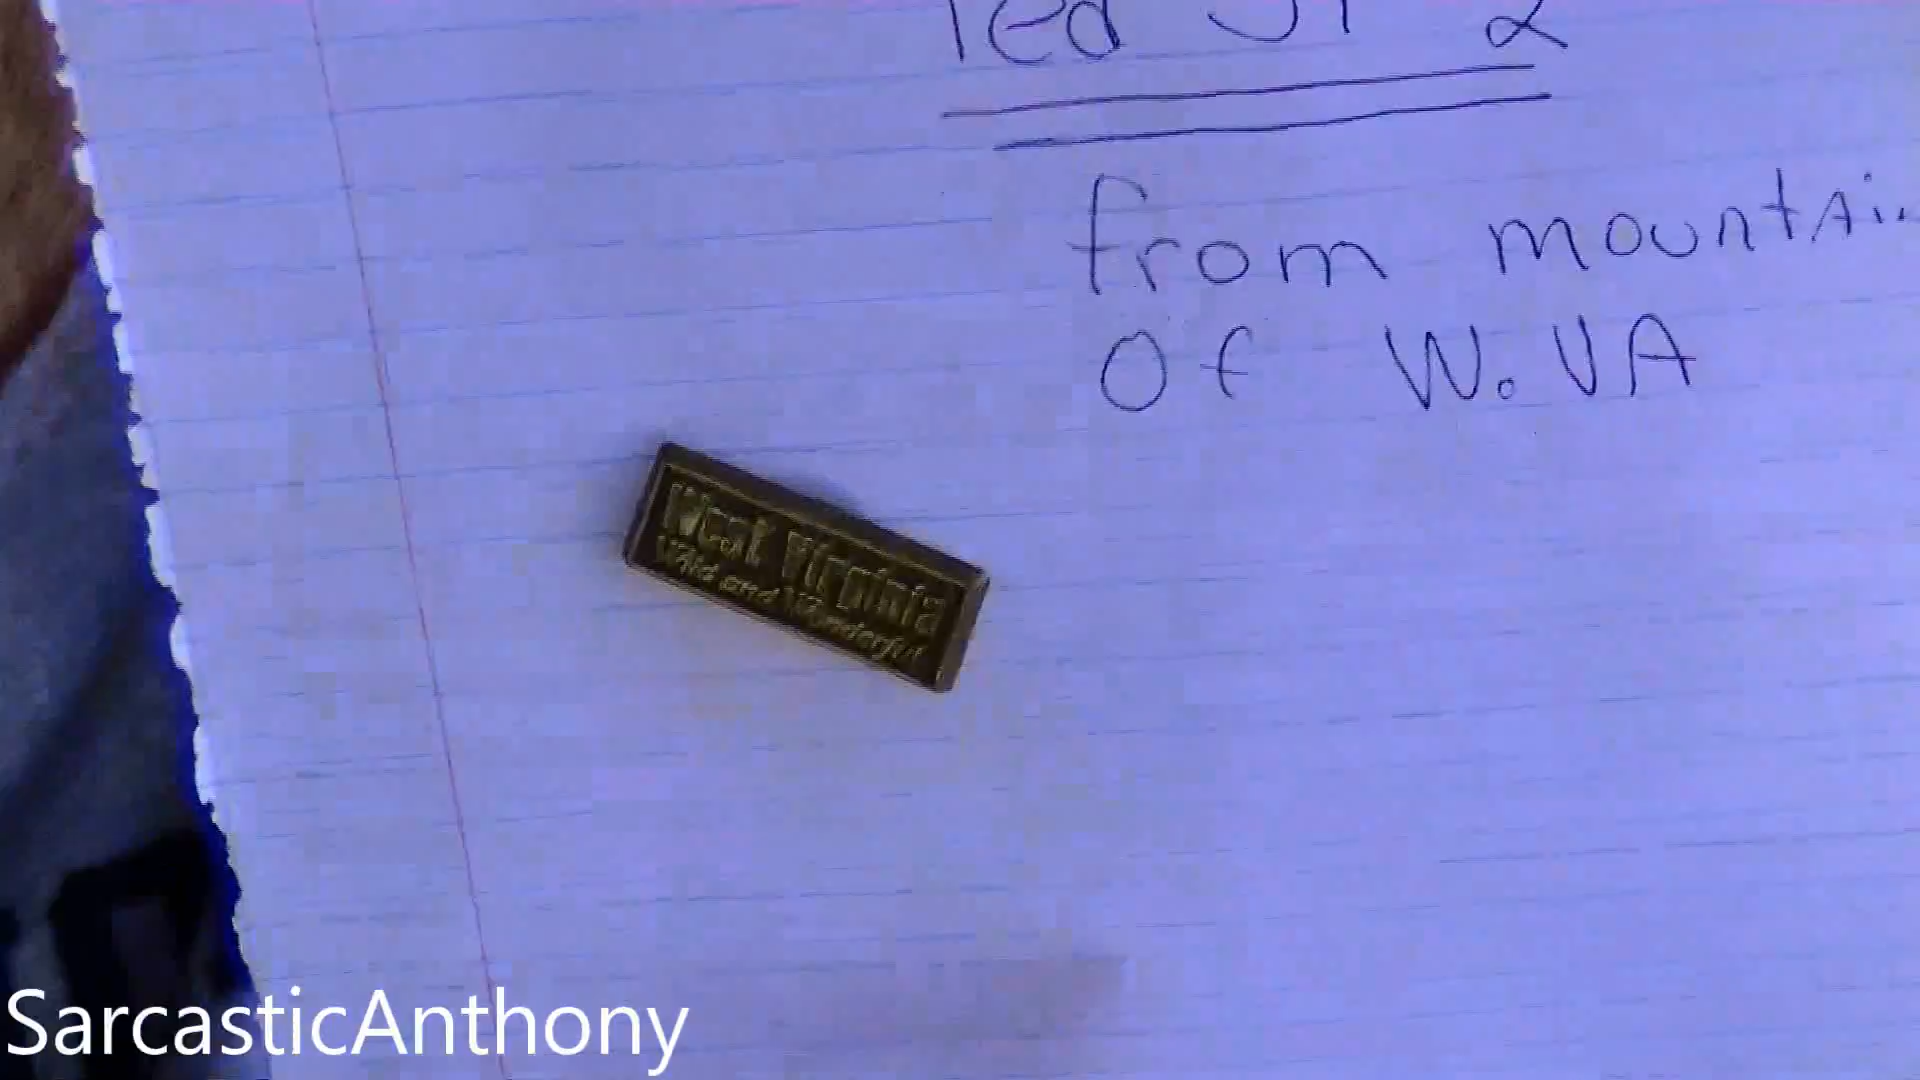 from mountai
Of W.VA
West Virginia
Wild and Wonderful
SarcasticAnthony